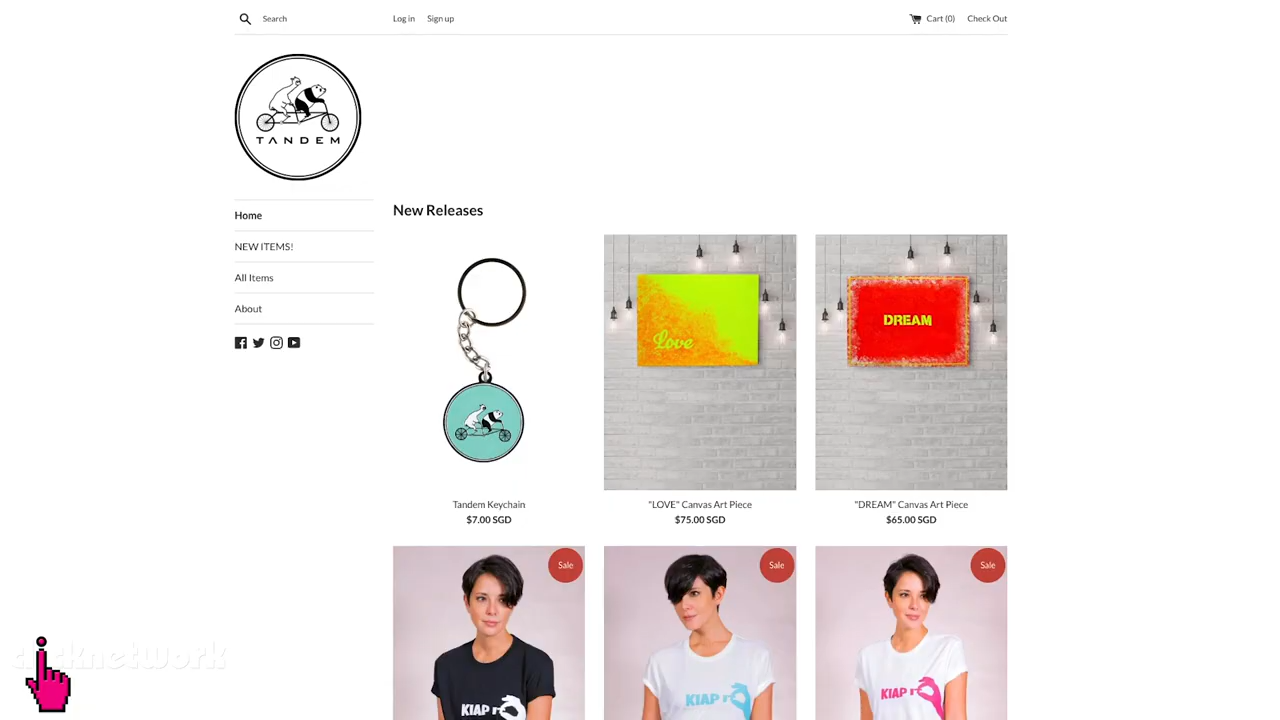 Search
Log in
Sign up
Cart (0)
Check Out
TANDEM
Home
NEW ITEMS!
All Items
About
New Releases
Love
DREAM
Tandem Keychain
$7.00 SGD
"LOVE" Canvas Art Piece
$75.00 SGD
"DREAM" Canvas Art Piece
$65.00 SGD
Sale
Sale
Sale
KIAP
KIAP
KIAP
clicknetwork